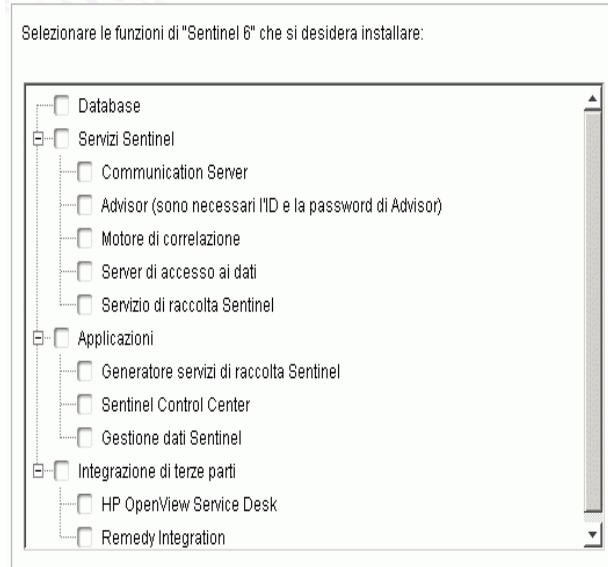 Selezionare le funzioni di "Sentinel 6" che si desidera installare:
Database
Servizi Sentinel
Communication Server
Advisor (sono necessari l'ID e la password di Advisor)
Motore di correlazione
Server di accesso ai dati
Servizio di raccolta Sentinel
Applicazioni
Generatore servizi di raccolta Sentinel
Sentinel Control Center
Gestione dati Sentinel
Integrazione di terze parti
HP OpenView Service Desk
Remedy Integration